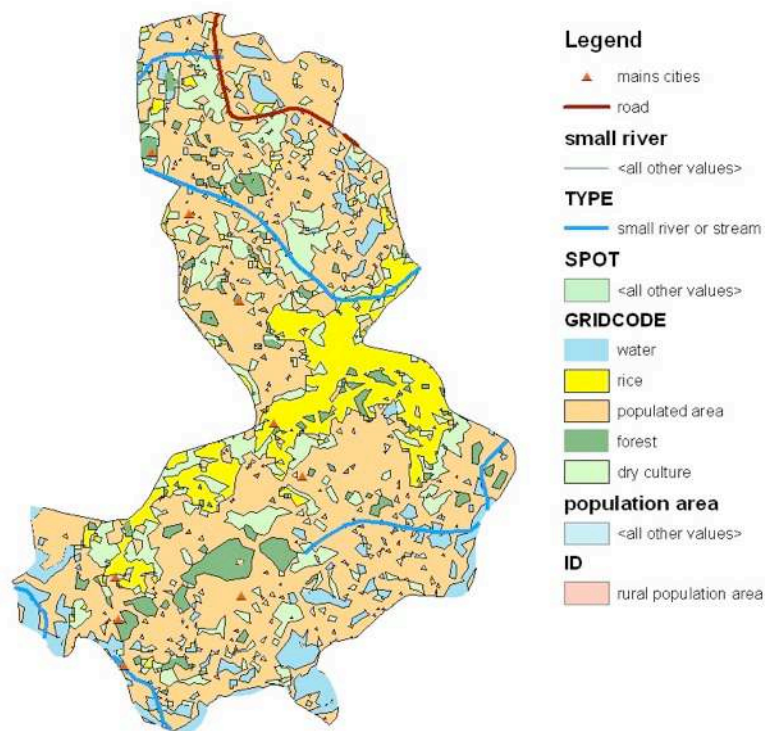 Legend
mains cities
road
small river
<all other values>
TYPE
small river or stream
SPOT
<all other values>
GRIDCODE
water
rice
populated area
forest
dry culture
population area
<all other values>
ID
rural population area